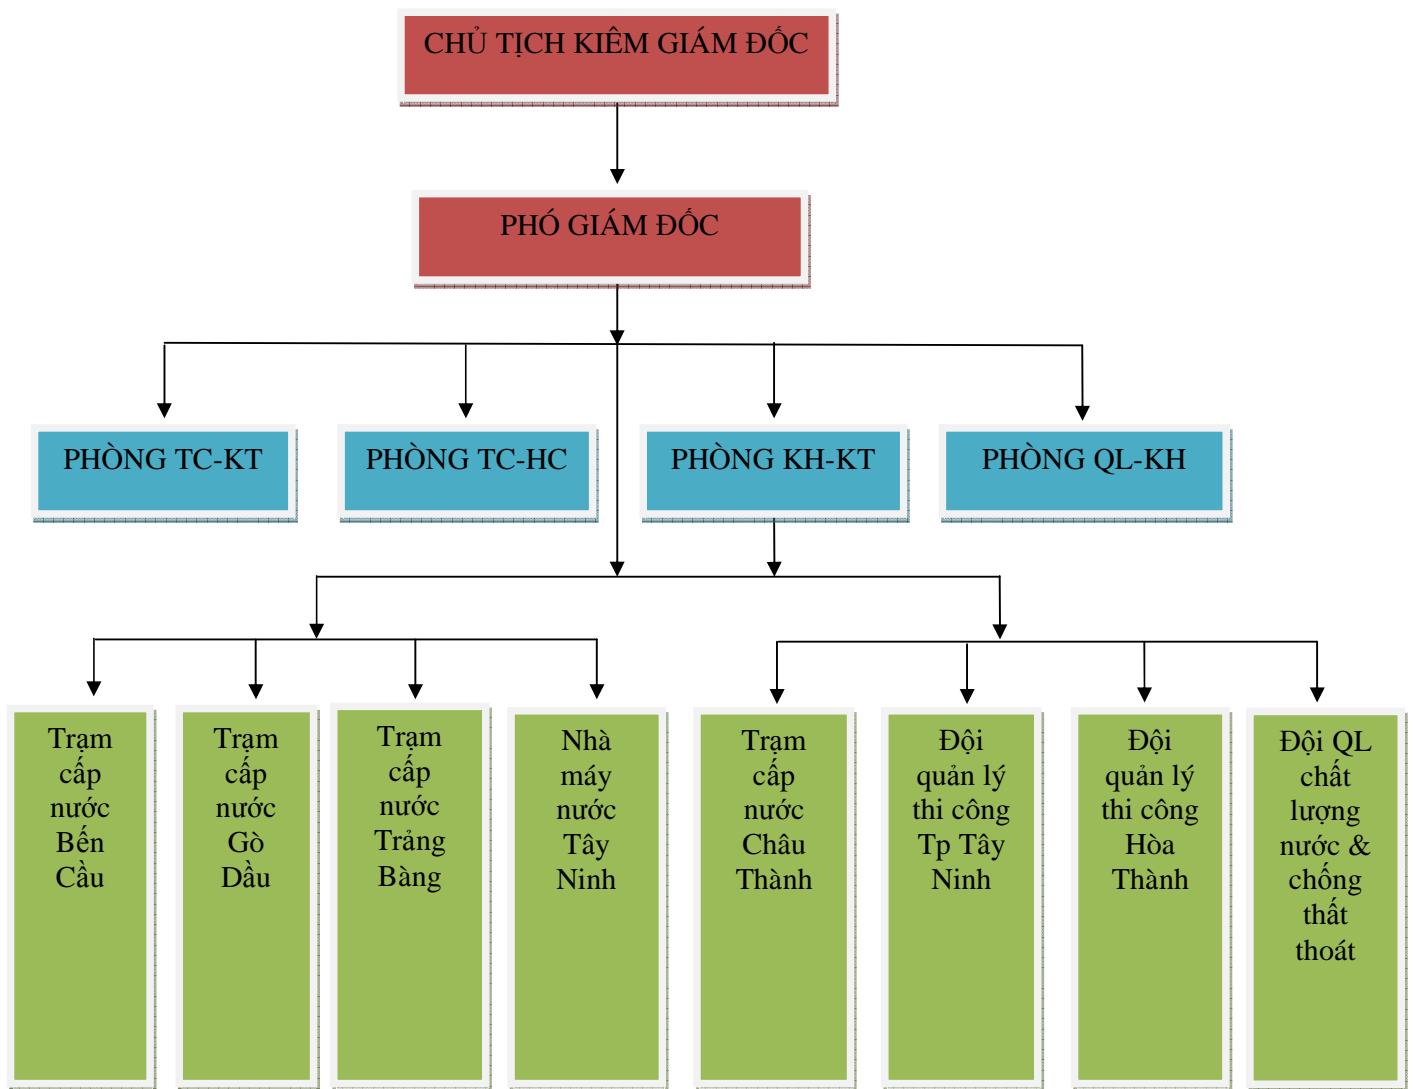 CHỦ TỊCH KIÊM GIÁM ĐỐC
PHÓ GIÁM ĐỐC
PHÒNG TC-KT
PHÒNG TC-HC
PHÒNG KH-KT
PHÒNG QL-KH
Trạm
cấp
nước
Bến
Cầu
Trạm
cấp
nước
Gò
Dầu
Trạm
cấp
nước
Trảng
Bàng
Nhà
máy
nước
Tây
Ninh
Trạm
cấp
nước
Châu
Thành
Đội
quản lý
thi công
Tp Tây
Ninh
Đội
quản lý
thi công
Hòa
Thành
Đội QL
chất
lượng
nước &
chống
thất
thoát